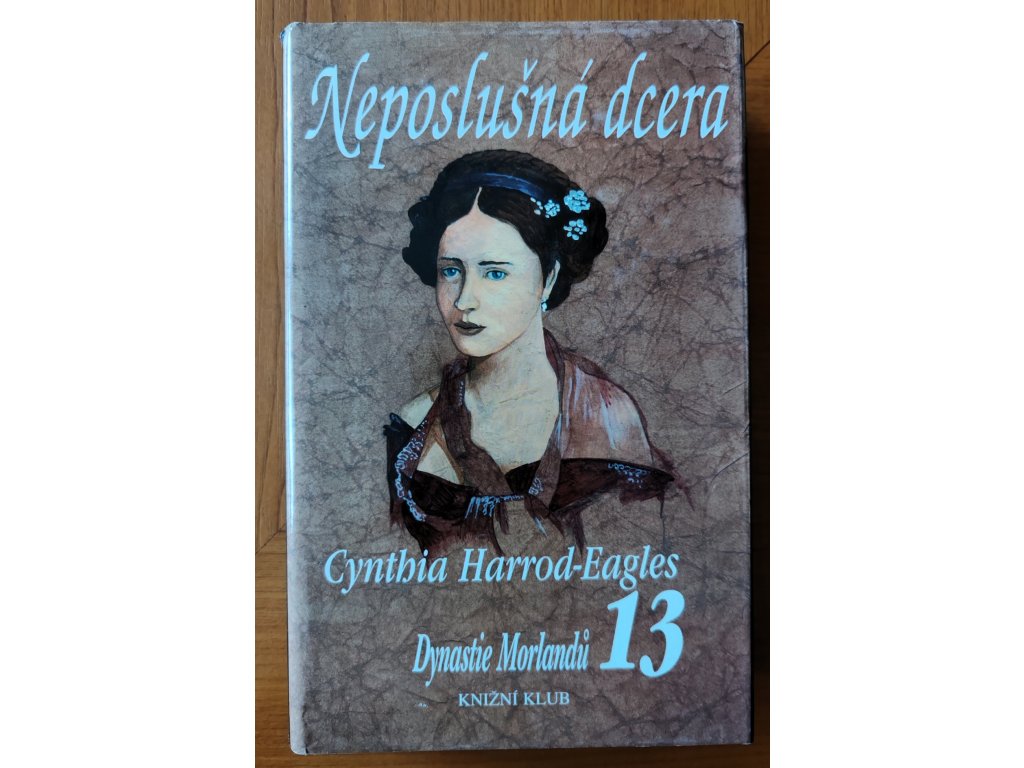 Neposlušná dcera
Cynthia Harrod-Eagles
Dynastie Morlandů 13
KNIŽNÍ KLUB